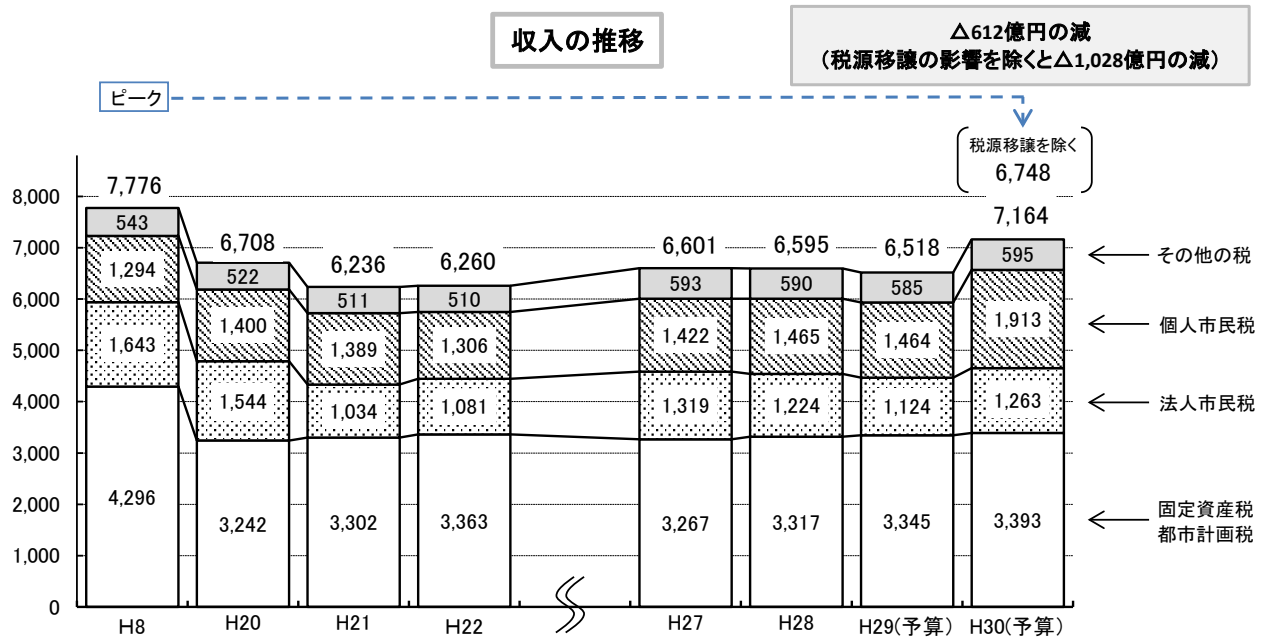 収入の推移
△612億円の減
（税源移譲の影響を除くと△1,028億円の減）
ピーク
税源移譲を除く
6,748
8,000
7,000
6,000
5,000
4,000
3,000
2,000
1,000
0
7,776
543
1,294
1,643
4,296
H8
6,708
522
1,400
1,544
3,242
H20
6,236
511
1,389
1,034
3,302
H21
6,260
510
1,306
1,081
3,363
H22
6,601
593
1,422
1,319
3,267
H27
6,595
590
1,465
1,224
3,317
H28
6,518
585
1,464
1,124
3,345
H29(予算)
7,164
595
1,913
1,263
3,393
H30(予算)
その他の税
個人市民税
法人市民税
固定資産税
都市計画税